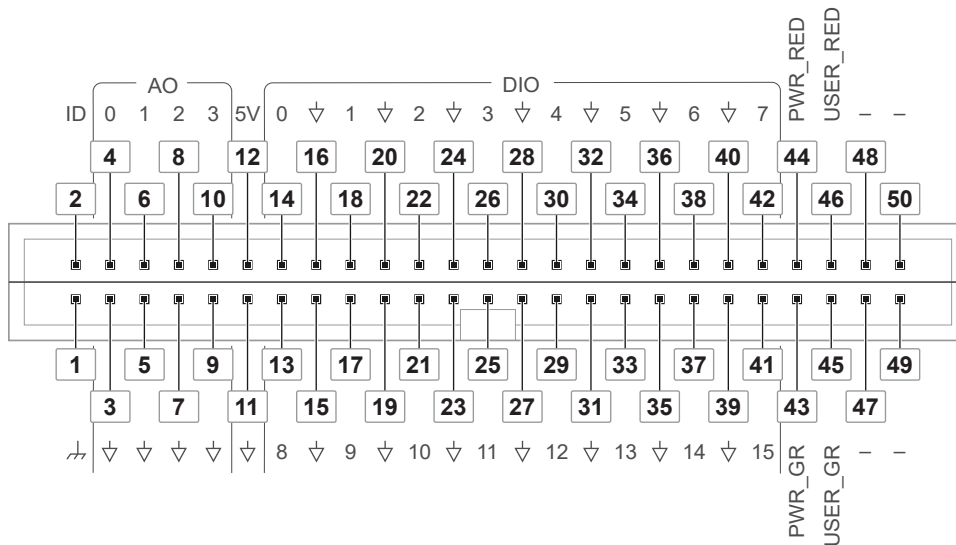 PWR_RED
USER_RED
AO DIO
ID 0 1 2 3 5V 0 1 2 3 4 5 6 7 – –
4 8 12 16 20 24 28 32 36 40 44 48
2 6 10 14 18 22 26 30 34 38 42 46 50
1 5 9 13 17 21 25 29 33 37 41 45 49
3 7 11 15 19 23 27 31 35 39 43 47
8 9 10 11 12 13 14 15 – –
PWR_GR
USER_GR